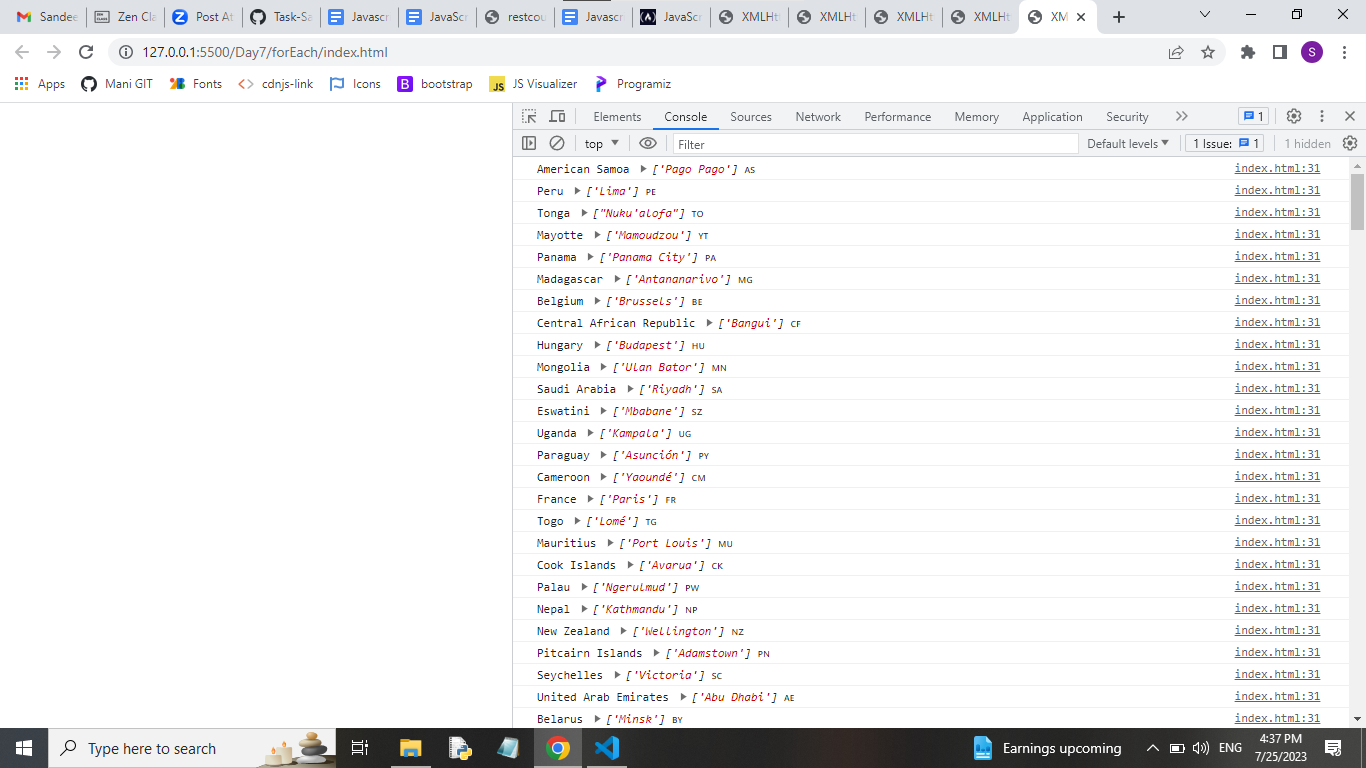 Sandee Zen Cla Post At Task-Sa Javascr JavaScr restcou Javascr JavaScr XMLHt XMLHt XMLHt XMLHt XM
127.0.0.1:5500/Day7/forEach/index.html S
Apps Mani GIT Fonts cdnjs-link Icons B bootstrap JS JS Visualizer Programiz
Elements Console Sources Network Performance Memory Application Security 1
top Filter Default levels 1 Issue: 1 1 hidden
American Samoa ['Pago Pago'] AS index.html:31
Peru ['Lima'] PE index.html:31
Tonga ["Nuku'alofa"] TO index.html:31
Mayotte ['Mamoudzou'] YT index.html:31
Panama ['Panama City'] PA index.html:31
Madagascar ['Antananarivo'] MG index.html:31
Belgium ['Brussels'] BE index.html:31
Central African Republic ['Bangui'] CF index.html:31
Hungary ['Budapest'] HU index.html:31
Mongolia ['Ulan Bator'] MN index.html:31
Saudi Arabia ['Riyadh'] SA index.html:31
Eswatini ['Mbabane'] SZ index.html:31
Uganda ['Kampala'] UG index.html:31
Paraguay ['Asunción'] PY index.html:31
Cameroon ['Yaoundé'] CM index.html:31
France ['Paris'] FR index.html:31
Togo ['Lomé'] TG index.html:31
Mauritius ['Port Louis'] MU index.html:31
Cook Islands ['Avarua'] CK index.html:31
Palau ['Ngerulmud'] PW index.html:31
Nepal ['Kathmandu'] NP index.html:31
New Zealand ['Wellington'] NZ index.html:31
Pitcairn Islands ['Adamstown'] PN index.html:31
Seychelles ['Victoria'] SC index.html:31
United Arab Emirates ['Abu Dhabi'] AE index.html:31
Belarus ['Minsk'] BY index.html:31
Type here to search Earnings upcoming ENG 4:37 PM
7/25/2023